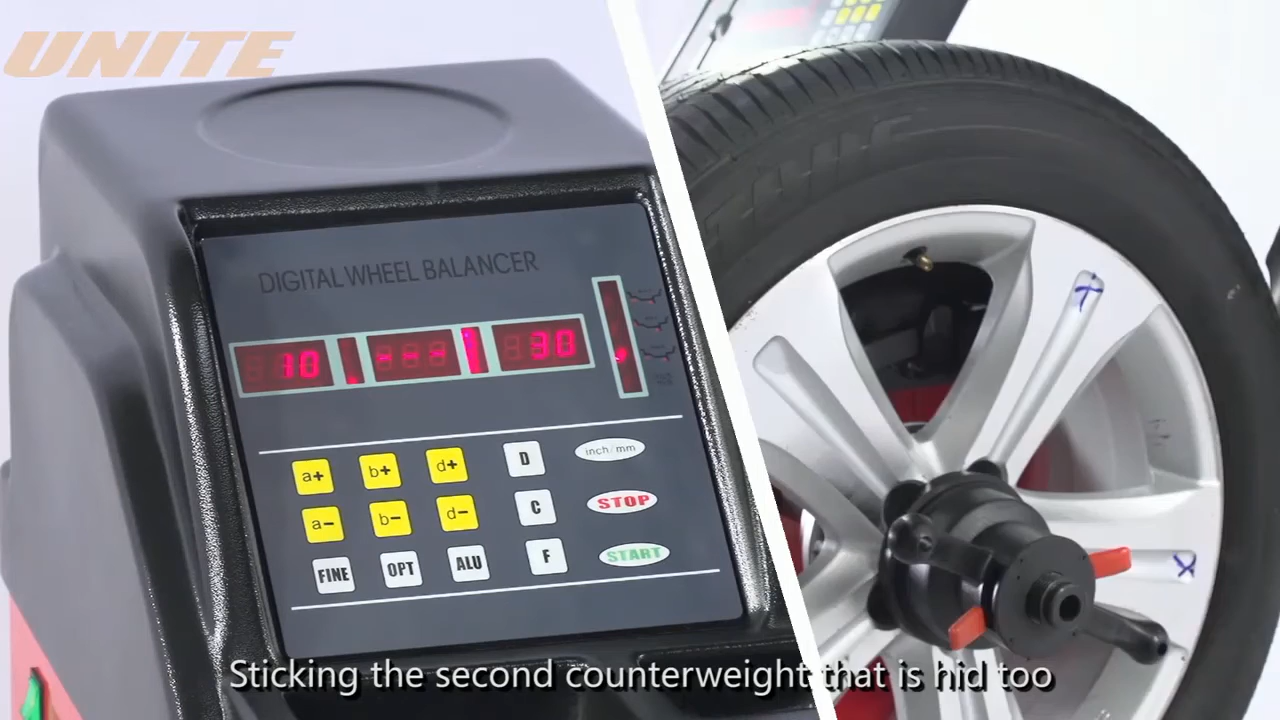 UNITE
DIGITAL WHEEL BALANCER
10 --- 30
a+ b+ d+ D inch/mm
a- b- d- C STOP
FINE OPT ALU F START
Sticking the second counterweight that is hid too